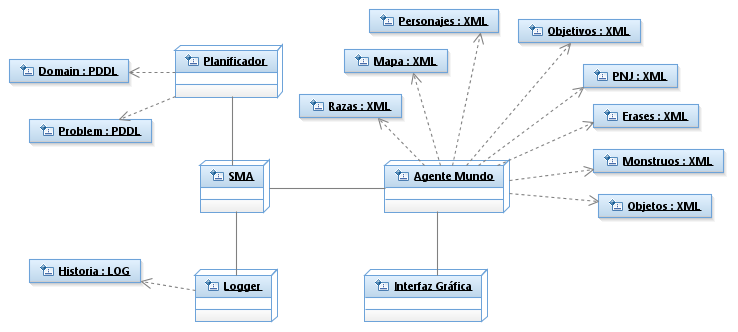 Personajes : XML
Objetivos : XML
Planificador
Mapa : XML
Domain : PDDL
PNJ : XML
Razas : XML
Frases : XML
Problem : PDDL
Monstruos : XML
SMA
Agente Mundo
Objetos : XML
Historia : LOG
Logger
Interfaz Gráfica